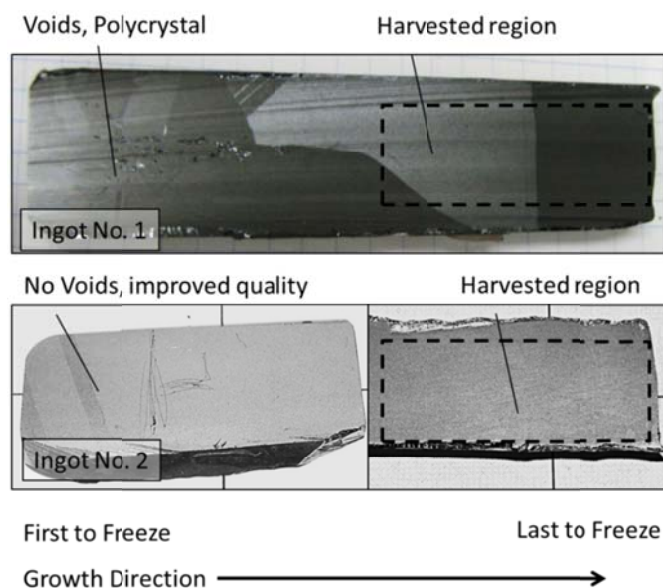 Voids, Polycrystal
Harvested region
Ingot No. 1
No Voids, improved quality
Harvested region
Ingot No. 2
First to Freeze
Last to Freeze
Growth Direction